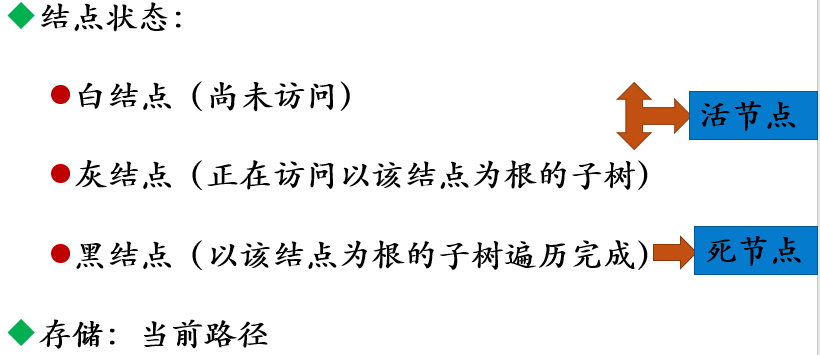 结点状态：
白结点（尚未访问）
活节点
灰结点（正在访问以该结点为根的子树）
黑结点（以该结点为根的子树遍历完成）
死节点
存储：当前路径